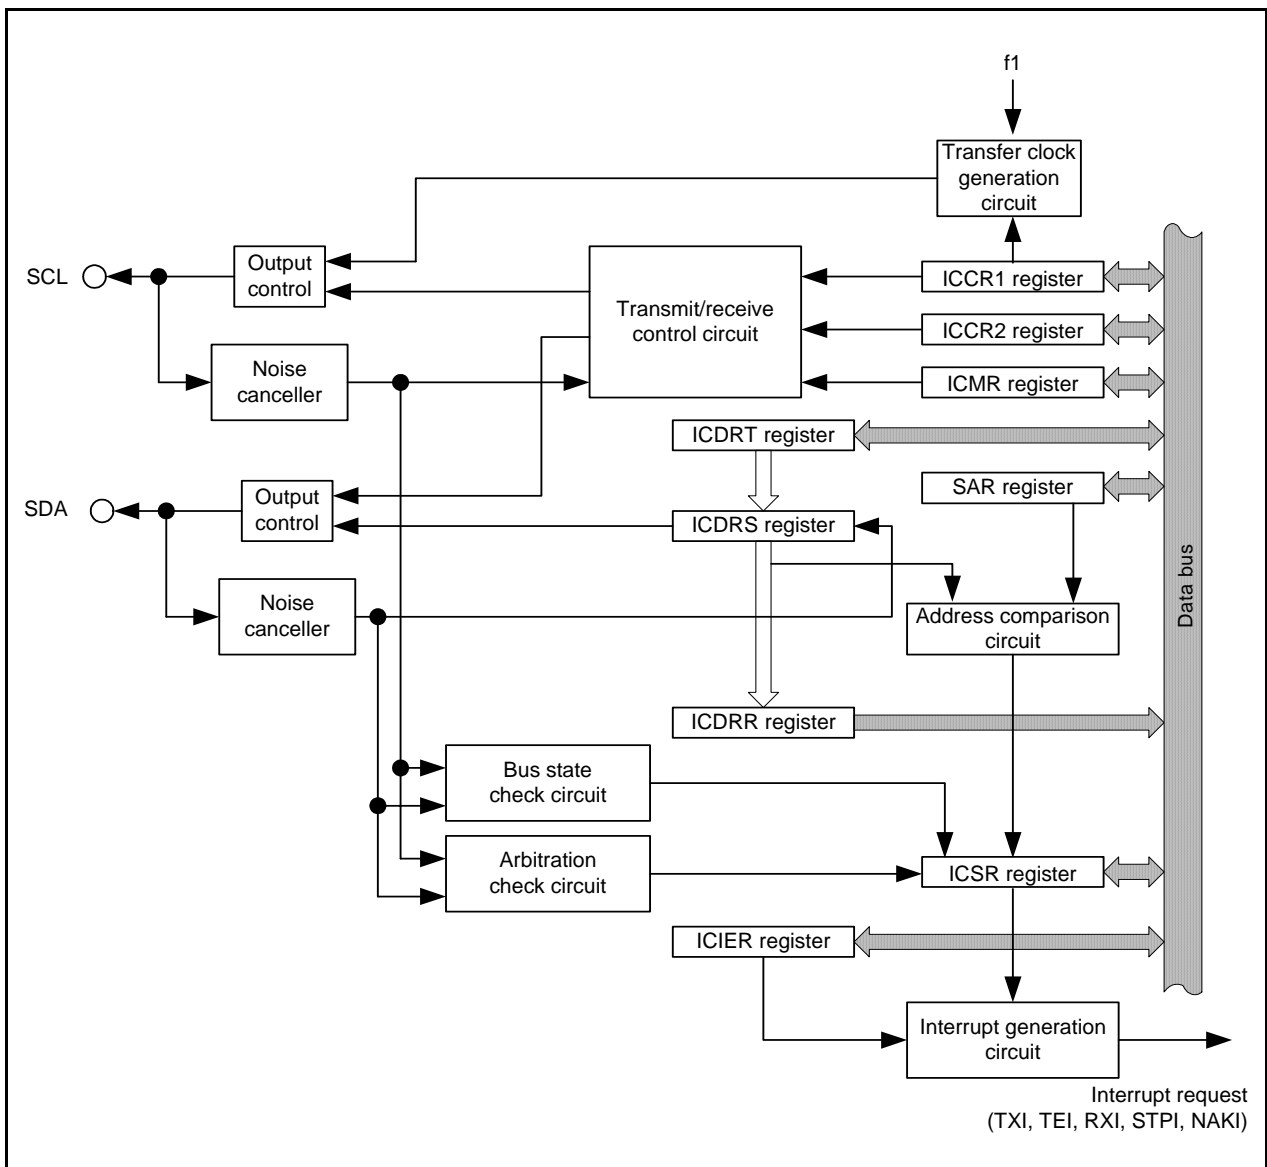 f1
Transfer clock
generation
circuit
SCL
Output
control
Transmit/receive
control circuit
ICCR1 register
ICCR2 register
Noise
canceller
ICMR register
ICDRT register
SAR register
SDA
Output
control
ICDRS register
Data bus
Noise
canceller
Address comparison
circuit
ICDRR register
Bus state
check circuit
Arbitration
check circuit
ICSR register
ICIER register
Interrupt generation
circuit
Interrupt request
(TXI, TEI, RXI, STPI, NAKI)